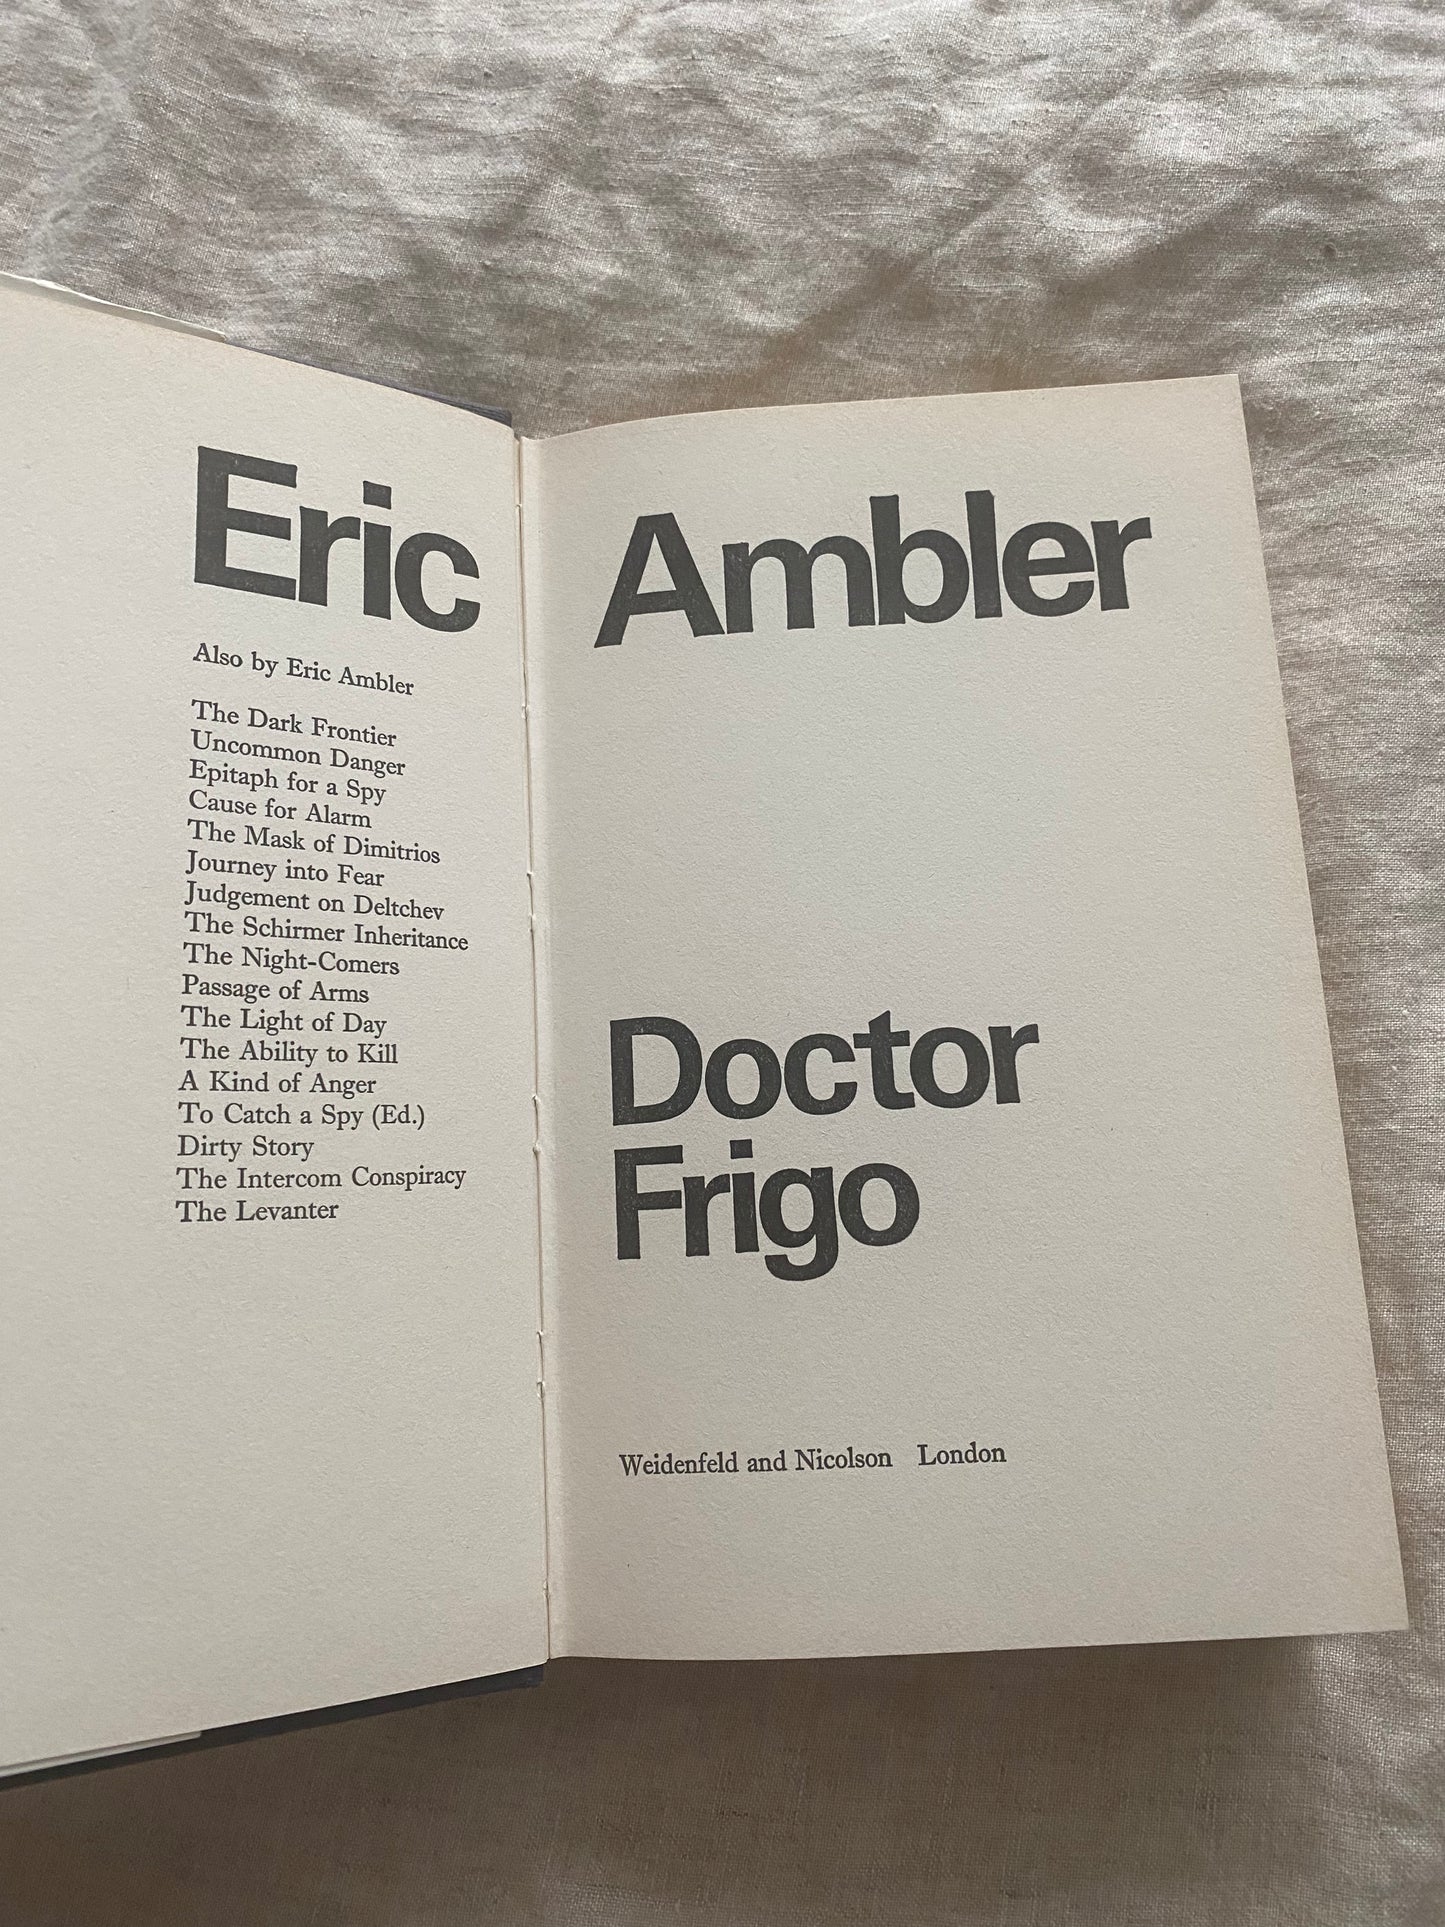 Eric Ambler
Also by Eric Ambler
The Dark Frontier
Uncommon Danger
Epitaph for a Spy
Cause for Alarm
The Mask of Dimitrios
Journey into Fear
Judgement on Deltchev
The Schirmer Inheritance
The Night-Comers
Passage of Arms
The Light of Day
The Ability to Kill
A Kind of Anger
To Catch a Spy (Ed.)
Dirty Story
The Intercom Conspiracy
The Levanter
Doctor
Frigo
Weidenfeld and Nicolson London